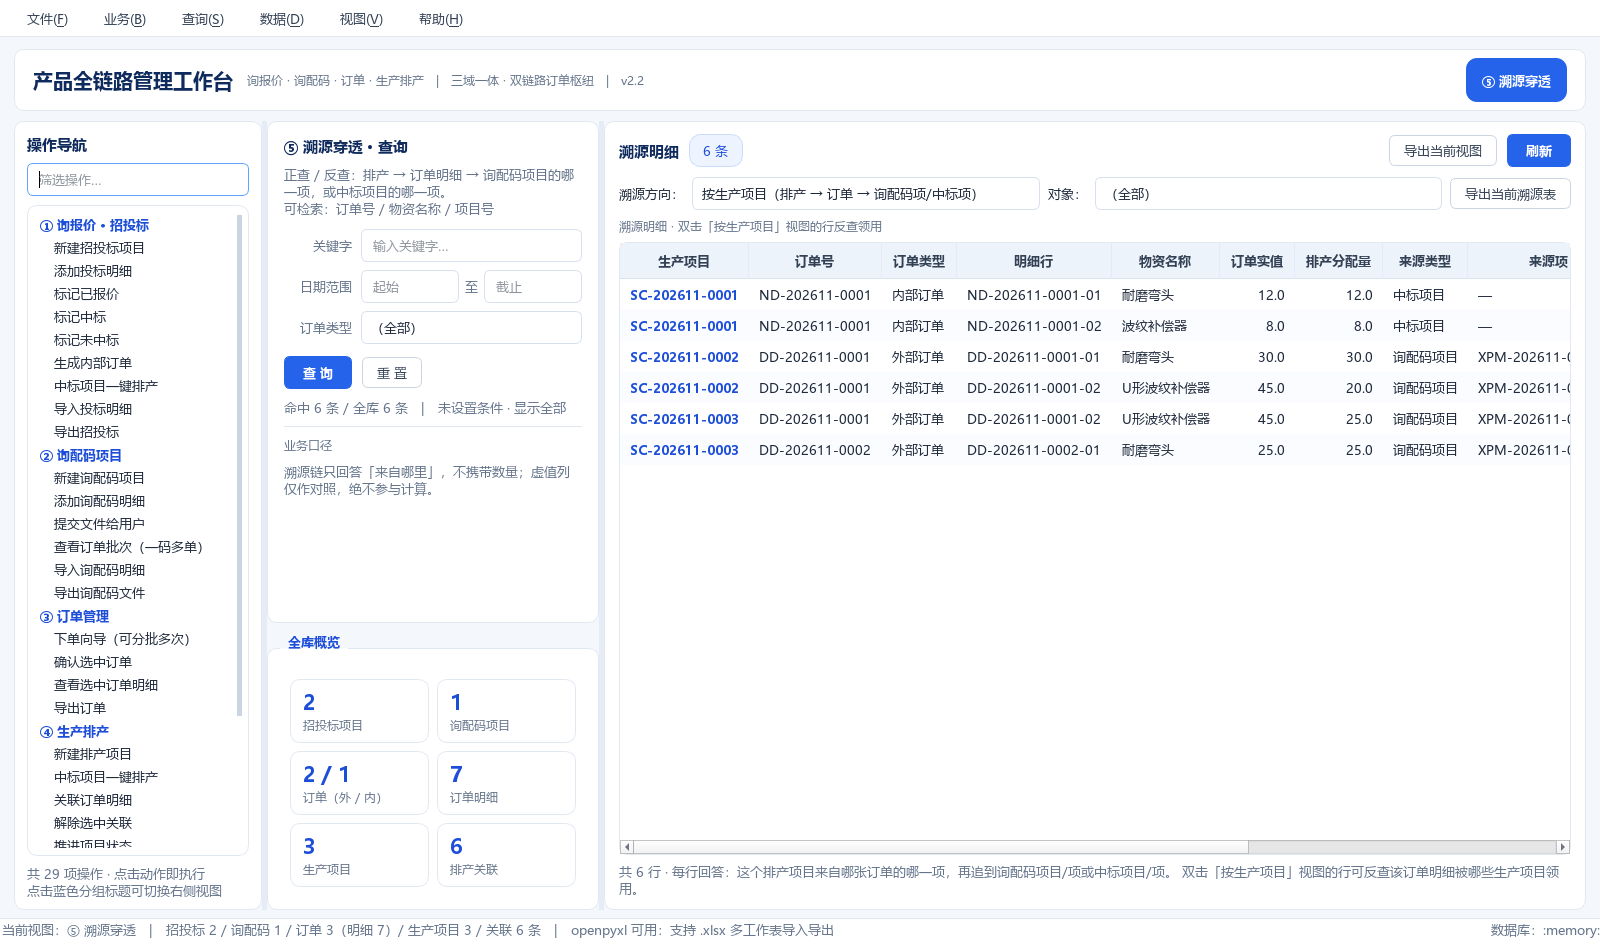 文件(F) 业务(B) 查询(S) 数据(D) 视图(V) 帮助(H)
产品全链路管理工作台 询报价 · 询配码 · 订单 · 生产排产 | 三域一体 · 双链路订单枢纽 | v2.2
⑤ 溯源穿透
操作导航
筛选操作...
① 询报价 • 招投标
新建招投标项目
添加投标明细
标记已报价
标记中标
标记未中标
生成内部订单
中标项目一键排产
导入投标明细
导出招投标
② 询配码项目
新建询配码项目
添加询配码明细
提交文件给用户
查看订单批次（一码多单）
导入询配码明细
导出询配码文件
③ 订单管理
下单向导（可分批多次）
确认选中订单
查看选中订单明细
导出订单
④ 生产排产
新建排产项目
中标项目一键排产
关联订单明细
解除选中关联
推进项目状态
共 29 项操作 · 点击动作即执行
点击蓝色分组标题可切换右侧视图
⑤ 溯源穿透 • 查询
正查 / 反查：排产 → 订单明细 → 询配码项目的哪
一项，或中标项目的哪一项。
可检索：订单号 / 物资名称 / 项目号
关键字 输入关键字...
日期范围 起始 至 截止
订单类型 （全部）
查 询 重 置
命中 6 条 / 全库 6 条 | 未设置条件 · 显示全部
业务口径
溯源链只回答「来自哪里」，不携带数量；虚值列
仅作对照，绝不参与计算。
全库概览
2
招投标项目
1
询配码项目
2 / 1
订单（外 / 内）
7
订单明细
3
生产项目
6
排产关联
溯源明细 6 条 导出当前视图 刷新
溯源方向： 按生产项目（排产 → 订单 → 询配码项/中标项） 对象： （全部） 导出当前溯源表
溯源明细 · 双击「按生产项目」视图的行反查领用
生产项目 订单号 订单类型 明细行 物资名称 订单实值 排产分配量 来源类型 来源项
SC-202611-0001 ND-202611-0001 内部订单 ND-202611-0001-01 耐磨弯头 12.0 12.0 中标项目 —
SC-202611-0001 ND-202611-0001 内部订单 ND-202611-0001-02 波纹补偿器 8.0 8.0 中标项目 —
SC-202611-0002 DD-202611-0001 外部订单 DD-202611-0001-01 耐磨弯头 30.0 30.0 询配码项目 XPM-202611-0
SC-202611-0002 DD-202611-0001 外部订单 DD-202611-0001-02 U形波纹补偿器 45.0 20.0 询配码项目 XPM-202611-0
SC-202611-0003 DD-202611-0001 外部订单 DD-202611-0001-02 U形波纹补偿器 45.0 25.0 询配码项目 XPM-202611-0
SC-202611-0003 DD-202611-0002 外部订单 DD-202611-0002-01 耐磨弯头 25.0 25.0 询配码项目 XPM-202611-0
共 6 行 · 每行回答：这个排产项目来自哪张订单的哪一项，再追到询配码项目/项或中标项目/项。 双击「按生产项目」视图的行可反查该订单明细被哪些生产项目领
用。
当前视图：⑤ 溯源穿透 | 招投标 2 / 询配码 1 / 订单 3（明细 7）/ 生产项目 3 / 关联 6 条 | openpyxl 可用：支持 .xlsx 多工作表导入导出 数据库：:memory: